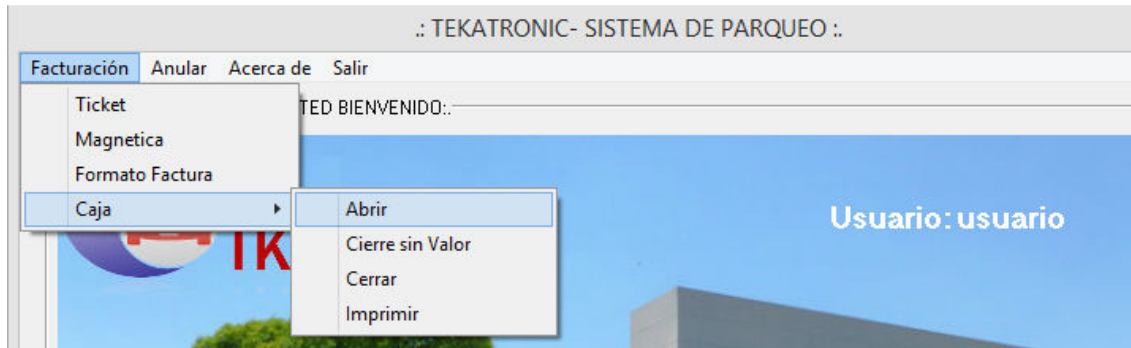 .: TEKATRONIC- SISTEMA DE PARQUEO :.
Facturación Anular Acerca de Salir
TED BIENVENIDO:.
Ticket
Magnetica
Formato Factura
Caja
Abrir
Cierre sin Valor
Cerrar
Imprimir
Usuario: usuario